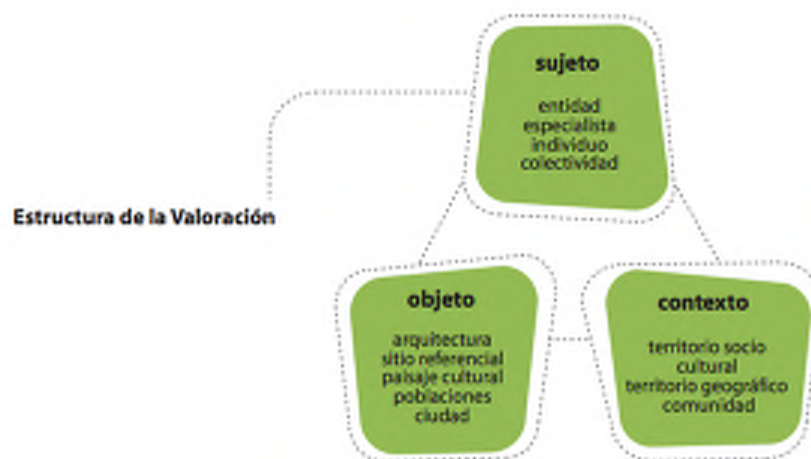 sujeto
entidad
especialista
individuo
colectividad
Estructura de la Valoración
objeto
arquitectura
sitio referencial
paisaje cultural
poblaciones
ciudad
contexto
territorio socio
cultural
territorio geográfico
comunidad